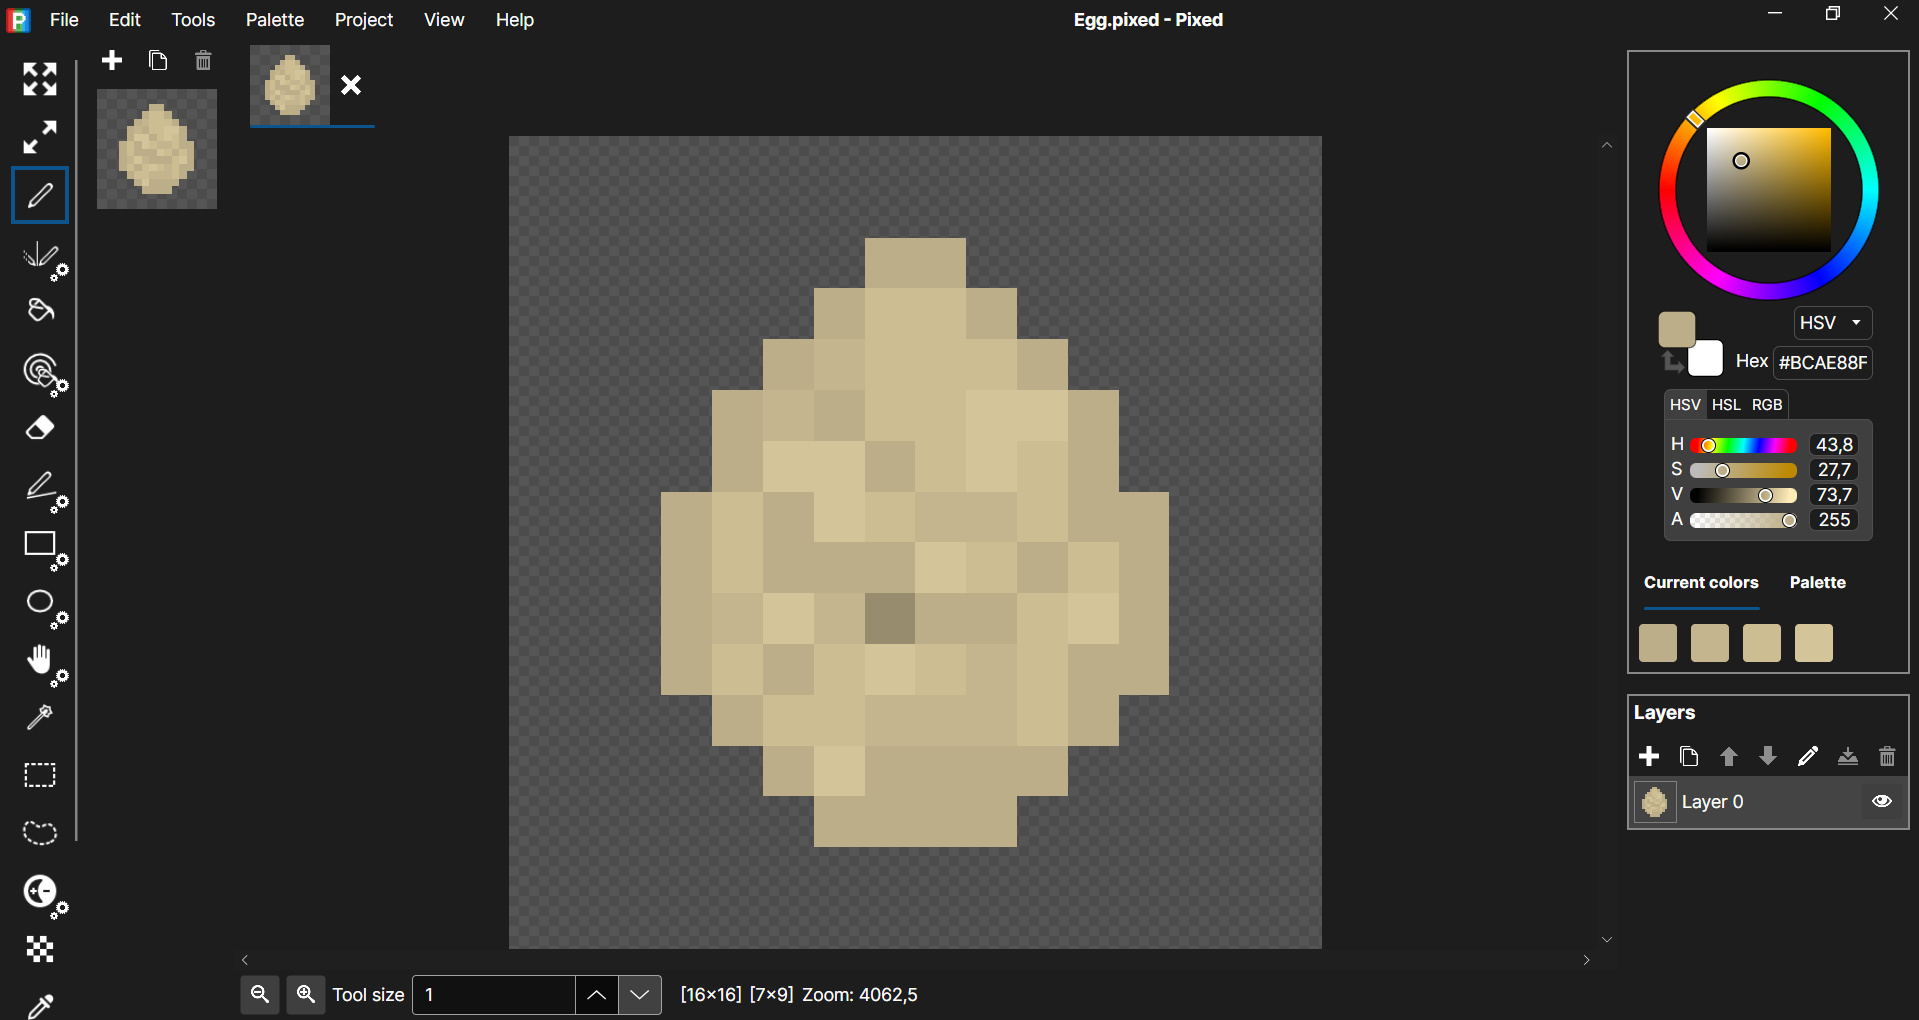 P File Edit Tools Palette Project View Help Egg.pixed - Pixed
HSV
Hex #BCAE88F
HSV HSL RGB
H 43,8
S 27,7
V 73,7
A 255
Current colors Palette
Layers
Layer 0
Tool size 1 [16×16] [7×9] Zoom: 4062,5